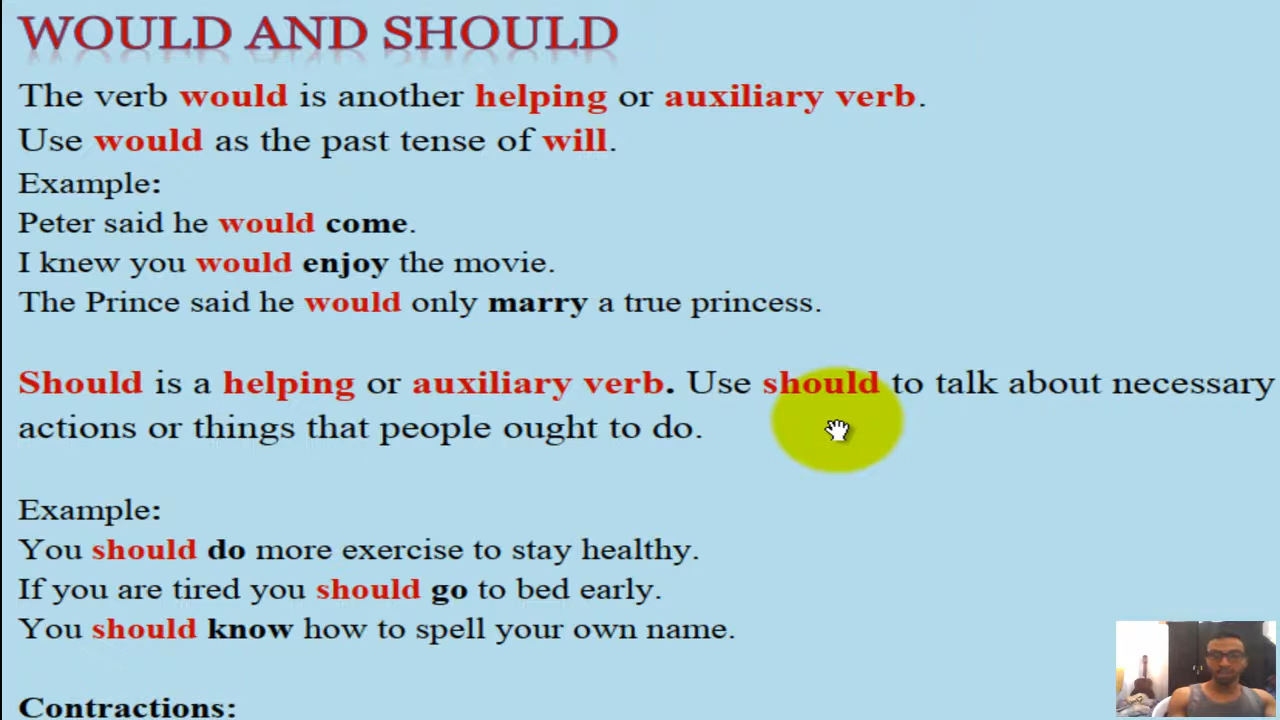 WOULD AND SHOULD
The verb would is another helping or auxiliary verb.
Use would as the past tense of will.
Example:
Peter said he would come.
I knew you would enjoy the movie.
The Prince said he would only marry a true princess.
Should is a helping or auxiliary verb. Use should to talk about necessary
actions or things that people ought to do.
Example:
You should do more exercise to stay healthy.
If you are tired you should go to bed early.
You should know how to spell your own name.
Contractions: